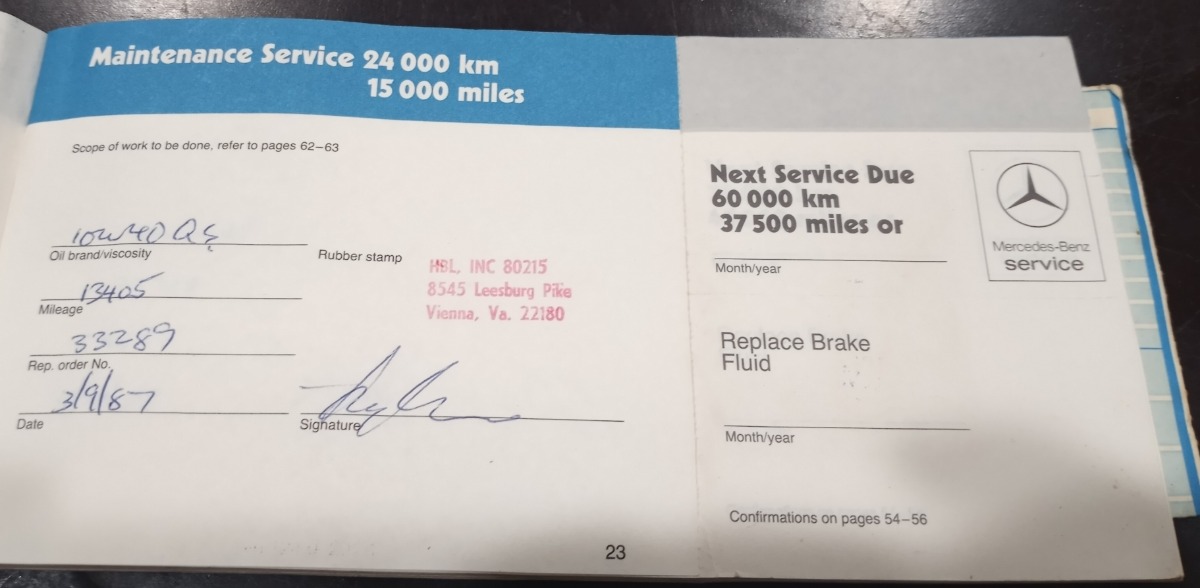 Maintenance Service 24 000 km
15 000 miles
Scope of work to be done, refer to pages 62–63
10W40 QS
Oil brand/viscosity
13405
Mileage
33289
Rep. order No.
3/9/87
Date
Rubber stamp
HBL, INC 80215
8545 Leesburg Pike
Vienna, Va. 22180
Signature
23
Next Service Due
60 000 km
37 500 miles or
Month/year
Mercedes-Benz
service
Replace Brake
Fluid
Month/year
Confirmations on pages 54–56